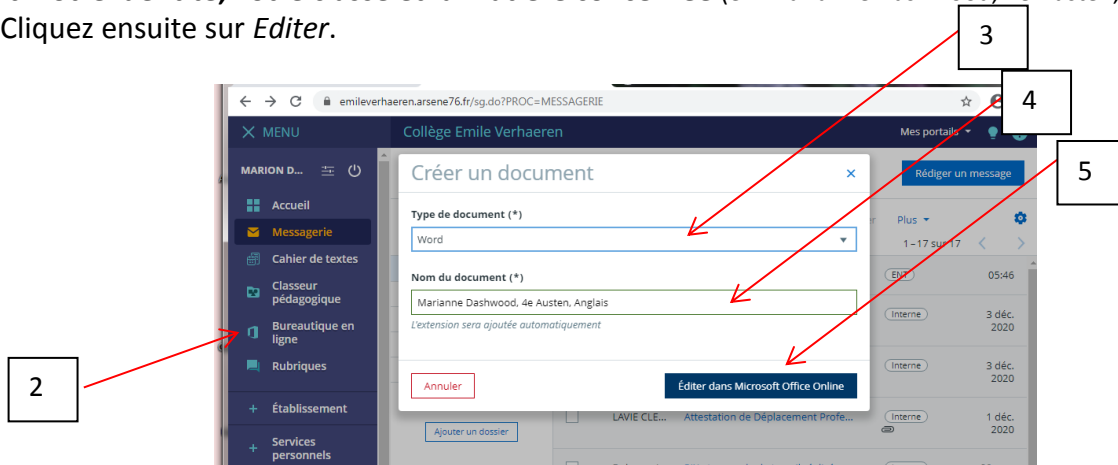 Cliquez ensuite sur Editer.
3
4
5
2
emileverhaeren.arsene76.fr/sg.do?PROC=MESSAGERIE
MENU
Collège Emile Verhaeren
Mes portails
MARION D...
Créer un document
Rédiger un message
Accueil
Type de document (*)
Plus
Messagerie
Word
1–17 sur 17
Cahier de textes
Nom du document (*)
ENT
05:46
Classeur
pédagogique
Marianne Dashwood, 4e Austen, Anglais
L'extension sera ajoutée automatiquement
Interne
3 déc.
2020
Bureautique en
ligne
Rubriques
Interne
3 déc.
2020
Annuler
Éditer dans Microsoft Office Online
Établissement
LAVIE CLE...
Attestation de Déplacement Profe...
Interne
1 déc.
2020
Ajouter un dossier
Services
personnels